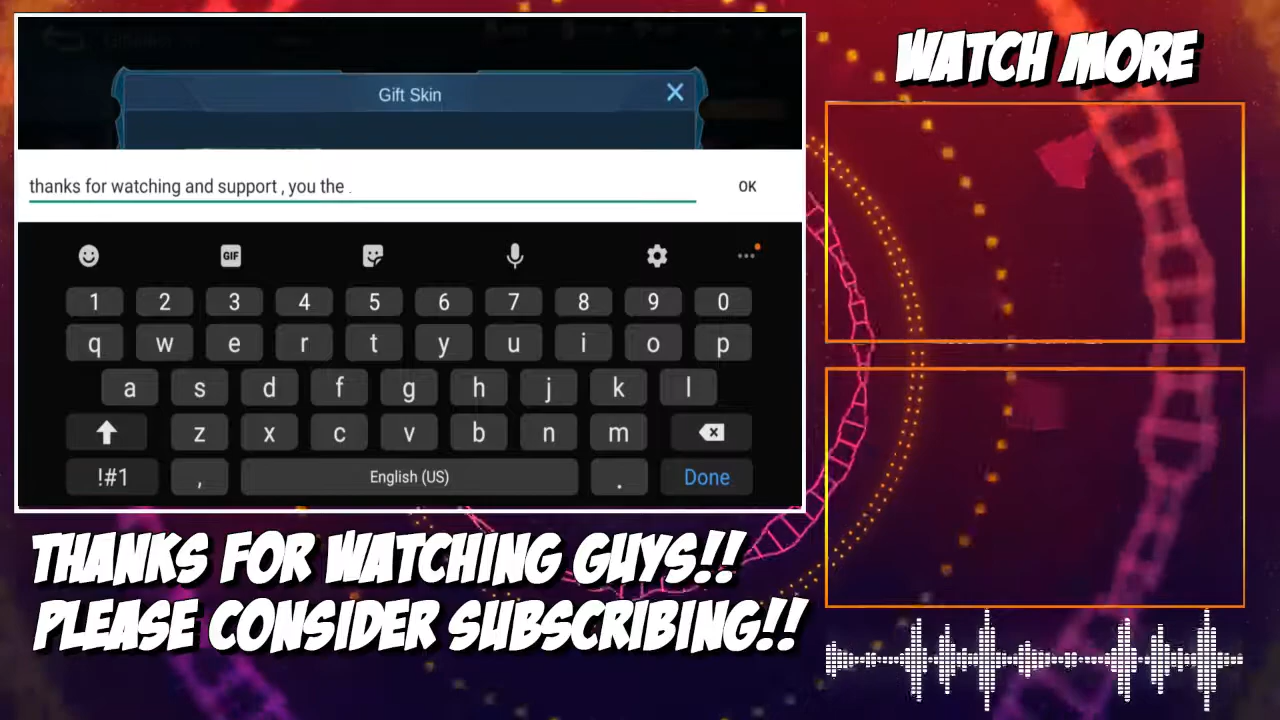 WATCH MORE
Gift Skin
thanks for watching and support , you the .
OK
GIF
1 2 3 4 5 6 7 8 9 0
q w e r t y u i o p
a s d f g h j k l
z x c v b n m
!#1 , English (US) . Done
THANKS FOR WATCHING GUYS!!
PLEASE CONSIDER SUBSCRIBING!!